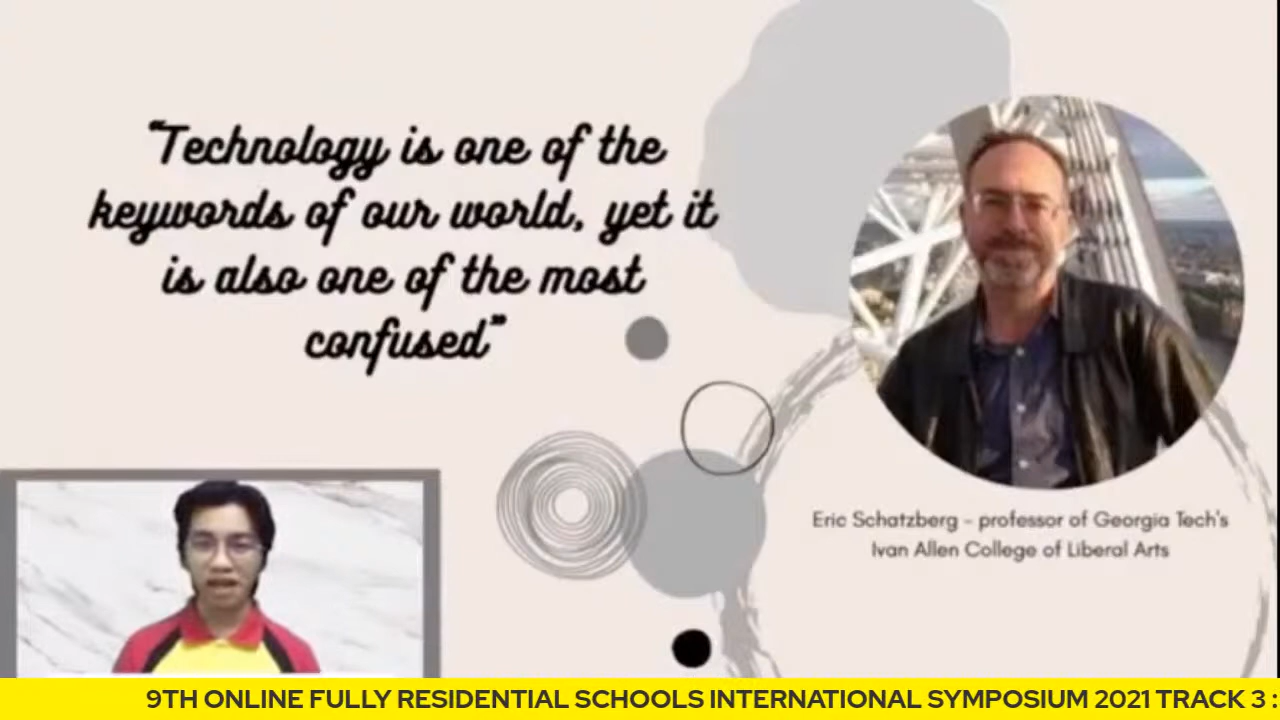 “Technology is one of the
keywords of our world, yet it
is also one of the most
confused”
Eric Schatzberg - professor of Georgia Tech's
Ivan Allen College of Liberal Arts
9TH ONLINE FULLY RESIDENTIAL SCHOOLS INTERNATIONAL SYMPOSIUM 2021 TRACK 3 :